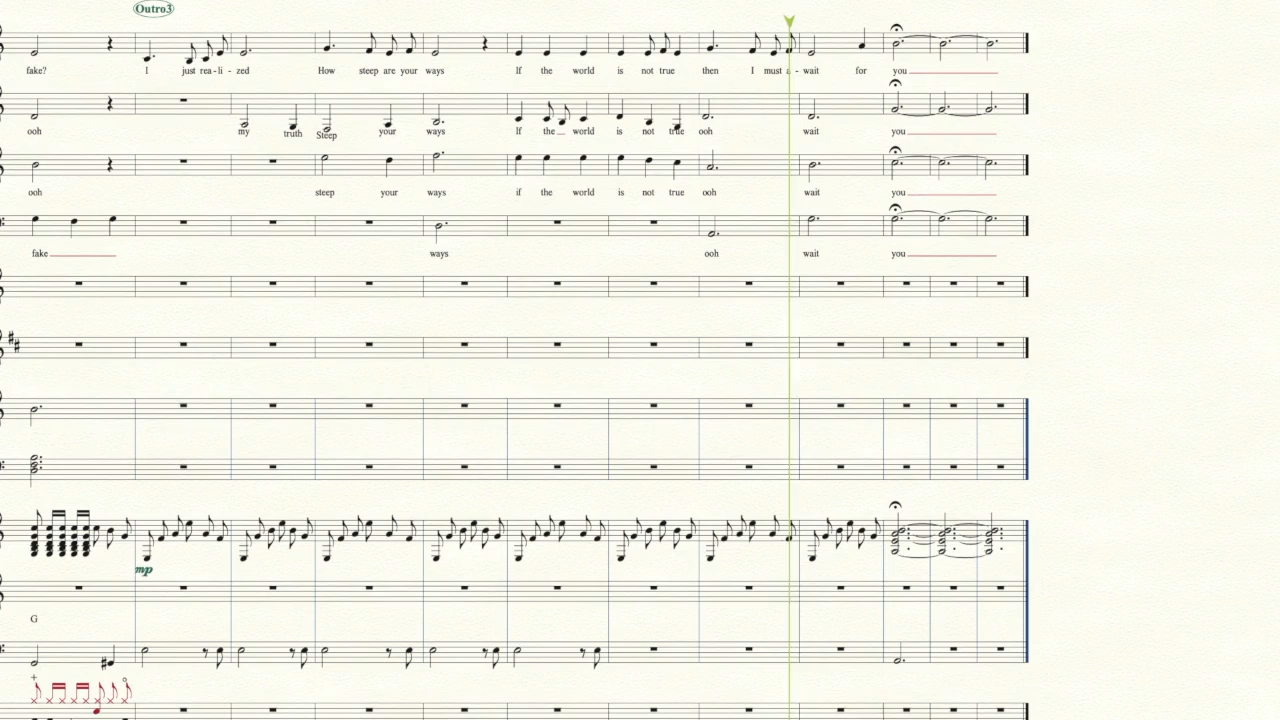 Outro3
fake? I just rea - li - zed How steep are your ways If the world is not true then I must a - wait for you
ooh my truth Steep your ways If the world is not true ooh wait you
ooh steep your ways if the world is not true ooh wait you
fake ways ooh wait you
mp
G